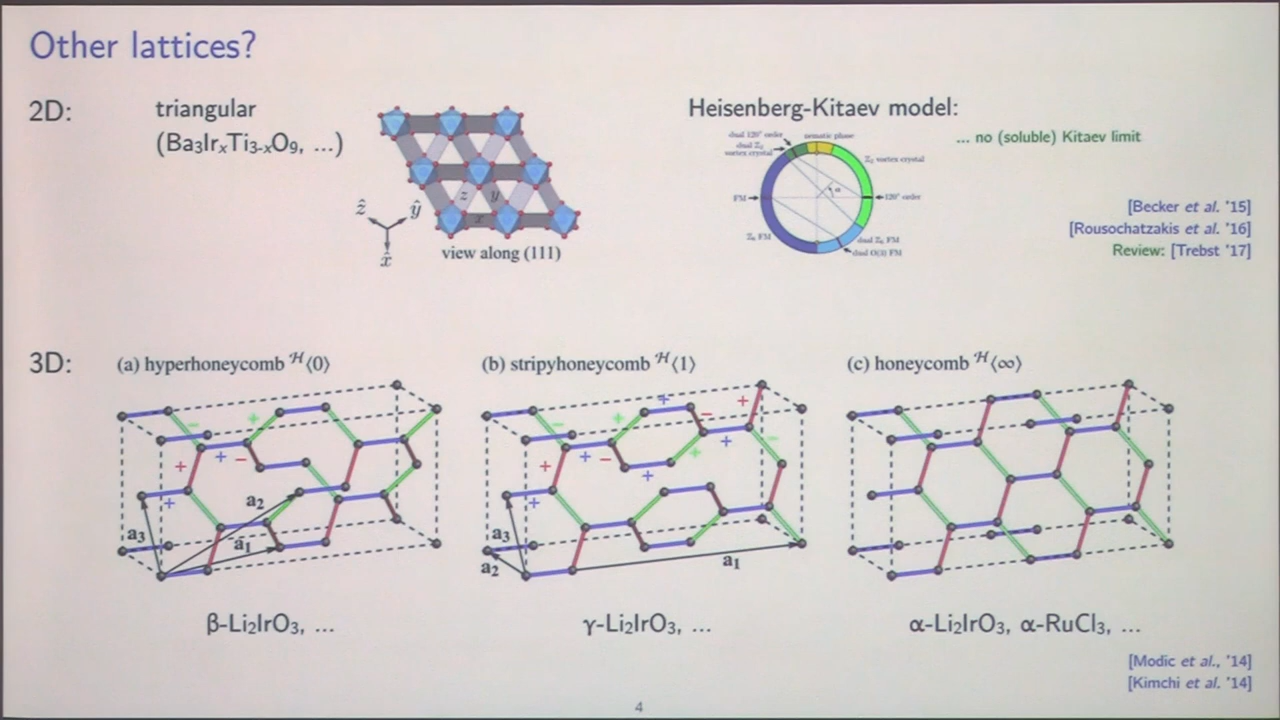 Other lattices?
2D:
triangular
(Ba3IrxTi3-xO9, ...)
z
y
x
ẑ
ŷ
x̂
view along (111)
Heisenberg-Kitaev model:
dual 120° order
nematic phase
dual Z2
vortex crystal
Z2 vortex crystal
α
FM
120° order
Z6 FM
dual Z6 FM
dual O(3) FM
... no (soluble) Kitaev limit
[Becker et al. '15]
[Rousochatzakis et al. '16]
Review: [Trebst '17]
3D:
(a) hyperhoneycomb ℋ⟨0⟩
a3
a2
a1
β-Li2IrO3, ...
(b) stripyhoneycomb ℋ⟨1⟩
a3
a2
a1
γ-Li2IrO3, ...
(c) honeycomb ℋ⟨∞⟩
α-Li2IrO3, α-RuCl3, ...
[Modic et al., '14]
[Kimchi et al. '14]
4